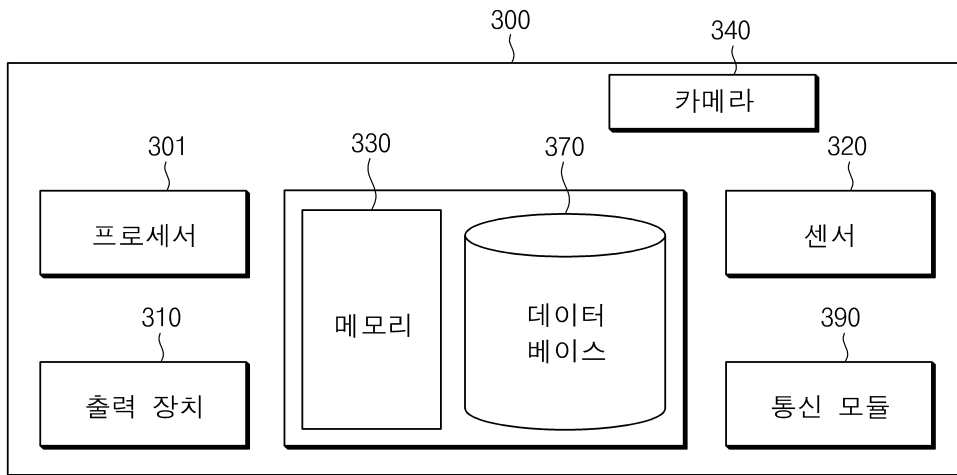 300
340
카메라
301
330
370
320
프로세서
센서
메모리
데이터
베이스
310
390
출력 장치
통신 모듈